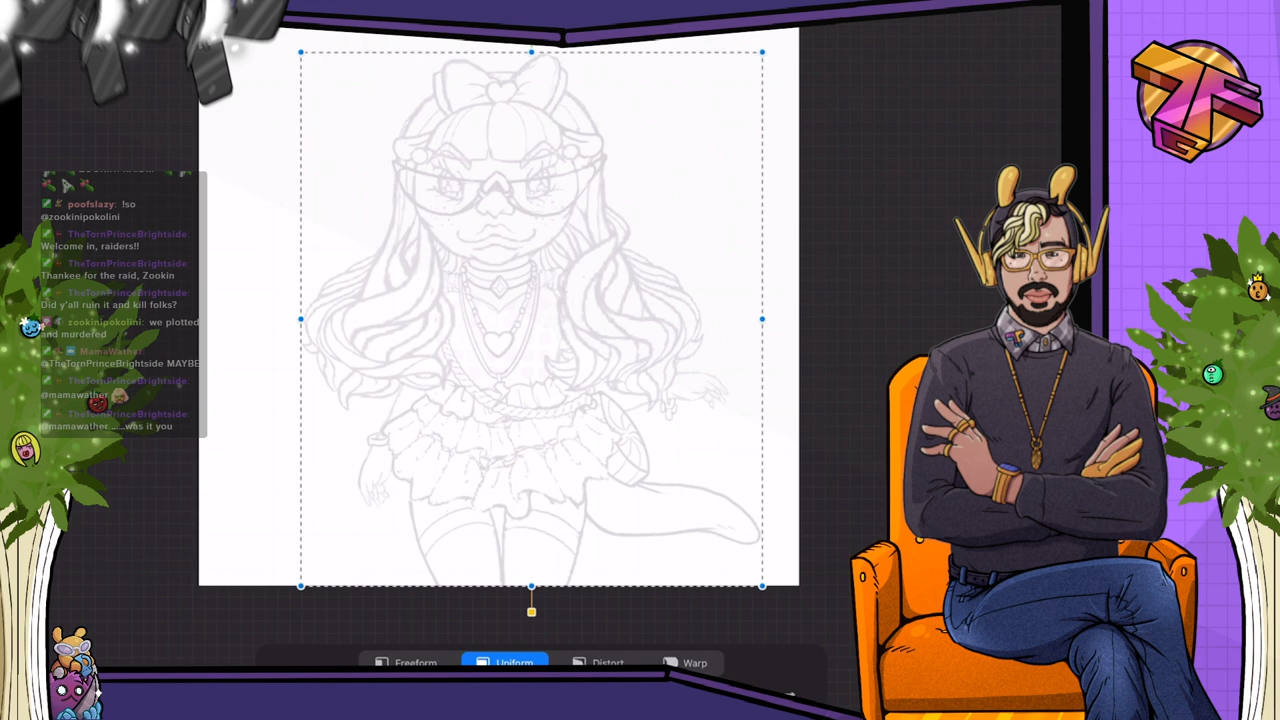 poofslazy: !so
@zookinipokolini
TheTornPrinceBrightside:
Welcome in, raiders!!
TheTornPrinceBrightside:
Thankee for the raid, Zookin
TheTornPrinceBrightside:
Did y'all ruin it and kill folks?
zookinipokolini: we plotted
and murdered
MamaWather:
@TheTornPrinceBrightside MAYBE
TheTornPrinceBrightside:
@mamawather
TheTornPrinceBrightside:
@mamawather ......was it you
Freeform Uniform Distort Warp